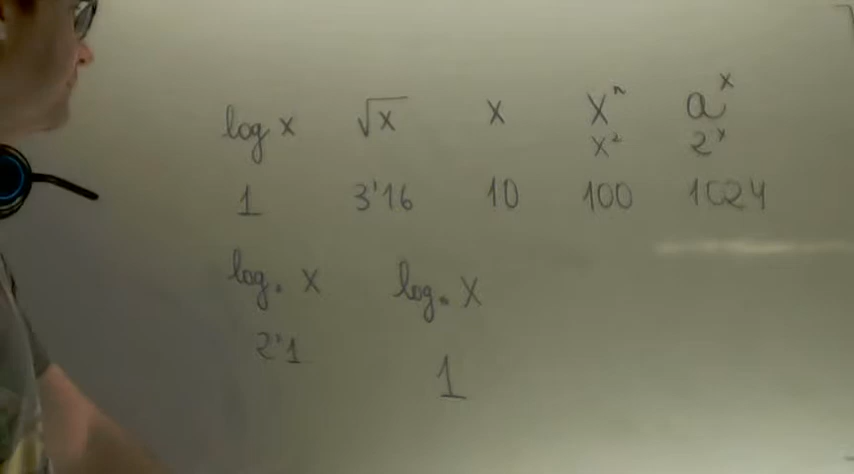 log x √x x xⁿ aˣ
x² 2ˣ
1 3'16 10 100 1024
log. x log. x
2'1
1